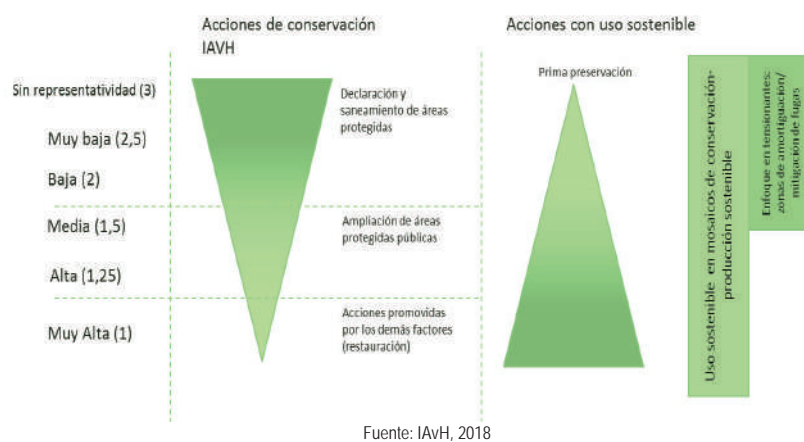 Acciones de conservación
IAVH
Acciones con uso sostenible
Sin representatividad (3)
Muy baja (2,5)
Baja (2)
Media (1,5)
Alta (1,25)
Muy Alta (1)
Declaración y
saneamiento de áreas
protegidas
Ampliación de áreas
protegidas públicas
Acciones promovidas
por los demás factores
(restauración)
Prima preservación
Uso sostenible en mosaicos de conservación-
producción sostenible
Enfoque en tensionantes:
zonas de amortiguación/
mitigación de fugas
Fuente: IAvH, 2018